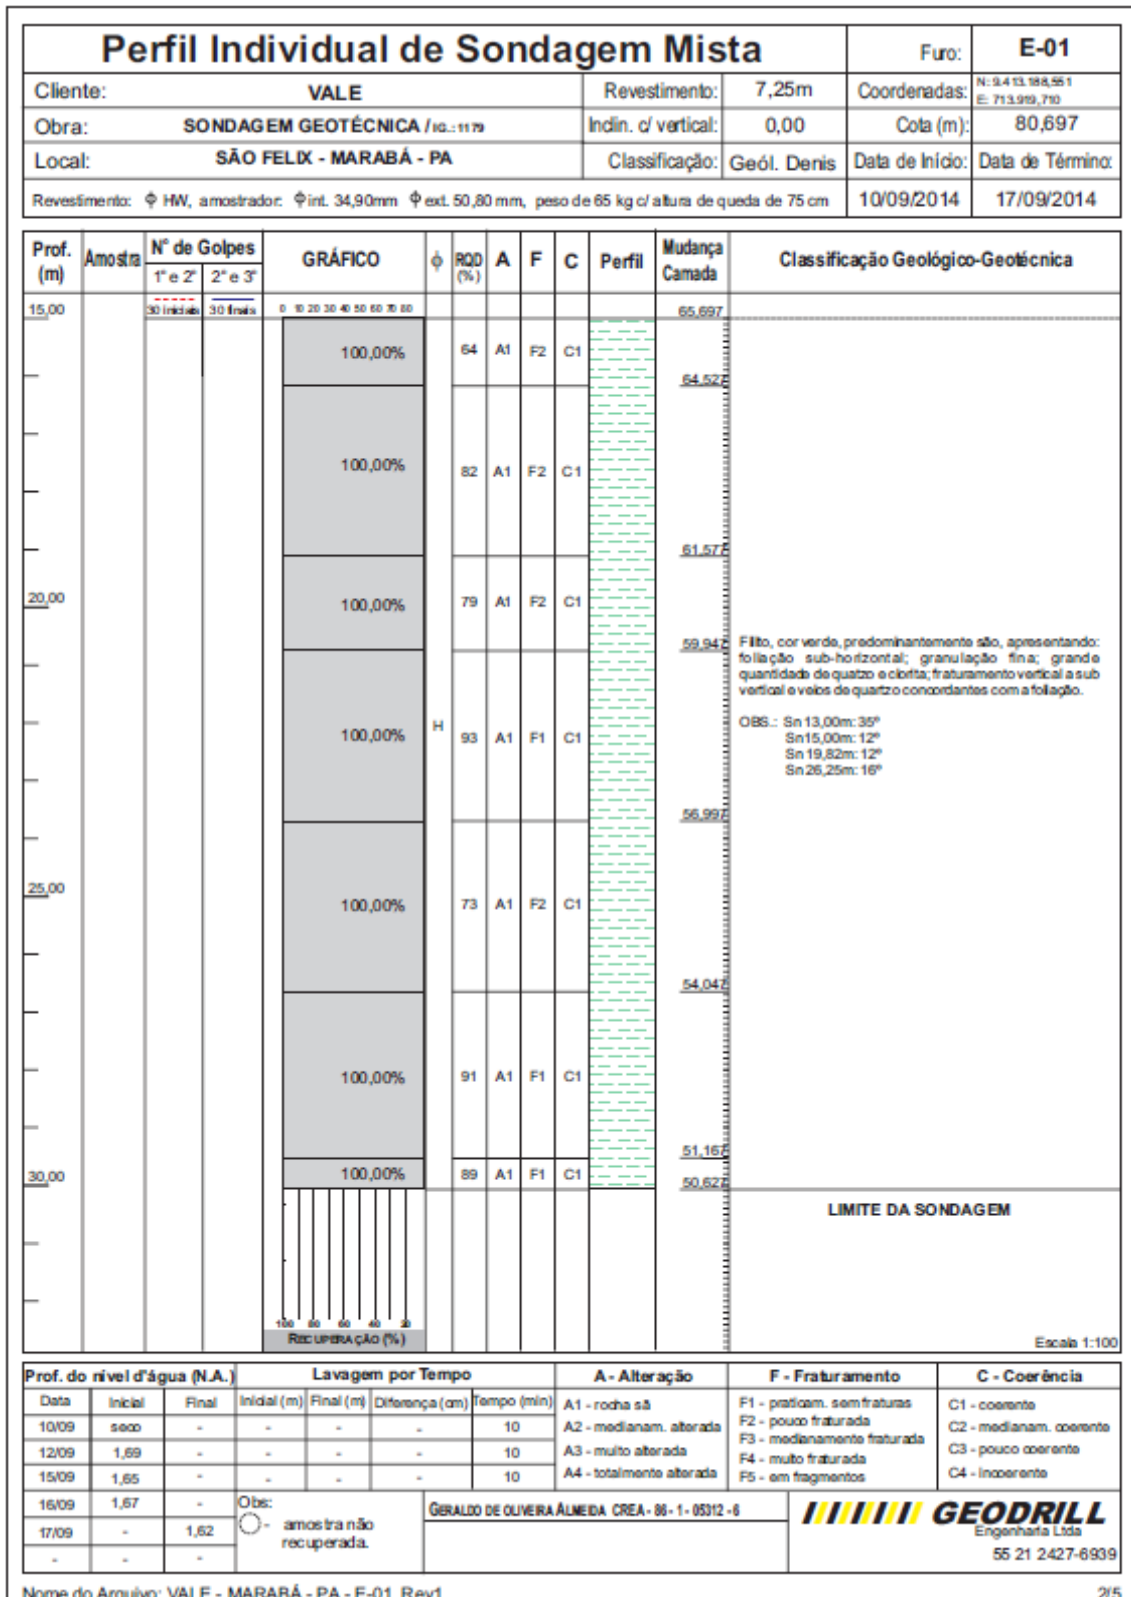 Perfil Individual de Sondagem Mista
Furo: E-01
Cliente: VALE
Revestimento: 7,25m
Coordenadas: N: 9.413.188,551
E: 713.919,710
Obra: SONDAGEM GEOTÉCNICA / IG.: 1179
Inclin. c/ vertical: 0,00
Cota (m): 80,697
Local: SÃO FELIX - MARABÁ - PA
Classificação: Geól. Denis
Data de Início: Data de Término:
Revestimento: ϕ HW, amostrador: ϕ int. 34,90mm ϕ ext. 50,80 mm, peso de 65 kg c/ altura de queda de 75 cm
10/09/2014 17/09/2014
Prof. (m) Amostra N° de Golpes GRÁFICO ϕ RQD (%) A F C Perfil Mudança Camada Classificação Geológico-Geotécnica
1° e 2° 2° e 3°
30 iniciais 30 finais 0 10 20 30 40 50 60 70 80
15,00 65,697
100,00% 64 A1 F2 C1
64,527
100,00% 82 A1 F2 C1
61,577
20,00 100,00% 79 A1 F2 C1
59,947
Filito, cor verde, predominantemente são, apresentando:
foliação sub-horizontal; granulação fina; grande
quantidade de quatzo e clorita; fraturamento vertical a sub
vertical e veios de quartzo concordantes com a foliação.
OBS.: Sn 13,00m: 35º
Sn 15,00m: 12º
Sn 19,82m: 12º
Sn 26,25m: 16º
H
100,00% 93 A1 F1 C1
56,997
25,00 100,00% 73 A1 F2 C1
54,047
100,00% 91 A1 F1 C1
51,167
30,00 100,00% 89 A1 F1 C1
50,627
LIMITE DA SONDAGEM
100 80 60 40 20
RECUPERAÇÃO (%)
Escala 1:100
Prof. do nível d'água (N.A.) Lavagem por Tempo A - Alteração F - Fraturamento C - Coerência
Data Inicial Final Inicial (m) Final (m) Diferença (cm) Tempo (min)
10/09 seco - - - - 10
12/09 1,69 - - - - 10
15/09 1,65 - - - - 10
16/09 1,67 -
17/09 - 1,62
- - -
A1 - rocha sã
A2 - medianam. alterada
A3 - muito alterada
A4 - totalmente alterada
F1 - praticam. sem fraturas
F2 - pouco fraturada
F3 - medianamente fraturada
F4 - muito fraturada
F5 - em fragmentos
C1 - coerente
C2 - medianam. coerente
C3 - pouco coerente
C4 - incoerente
Obs:
- amostra não
recuperada.
GERALDO DE OLIVEIRA ALMEIDA CREA - 86 - 1 - 05312 - 6
GEODRILL
Engenharia Ltda
55 21 2427-6939
Nome do Arquivo: VALE - MARABÁ - PA - E-01_Rev1
2/5